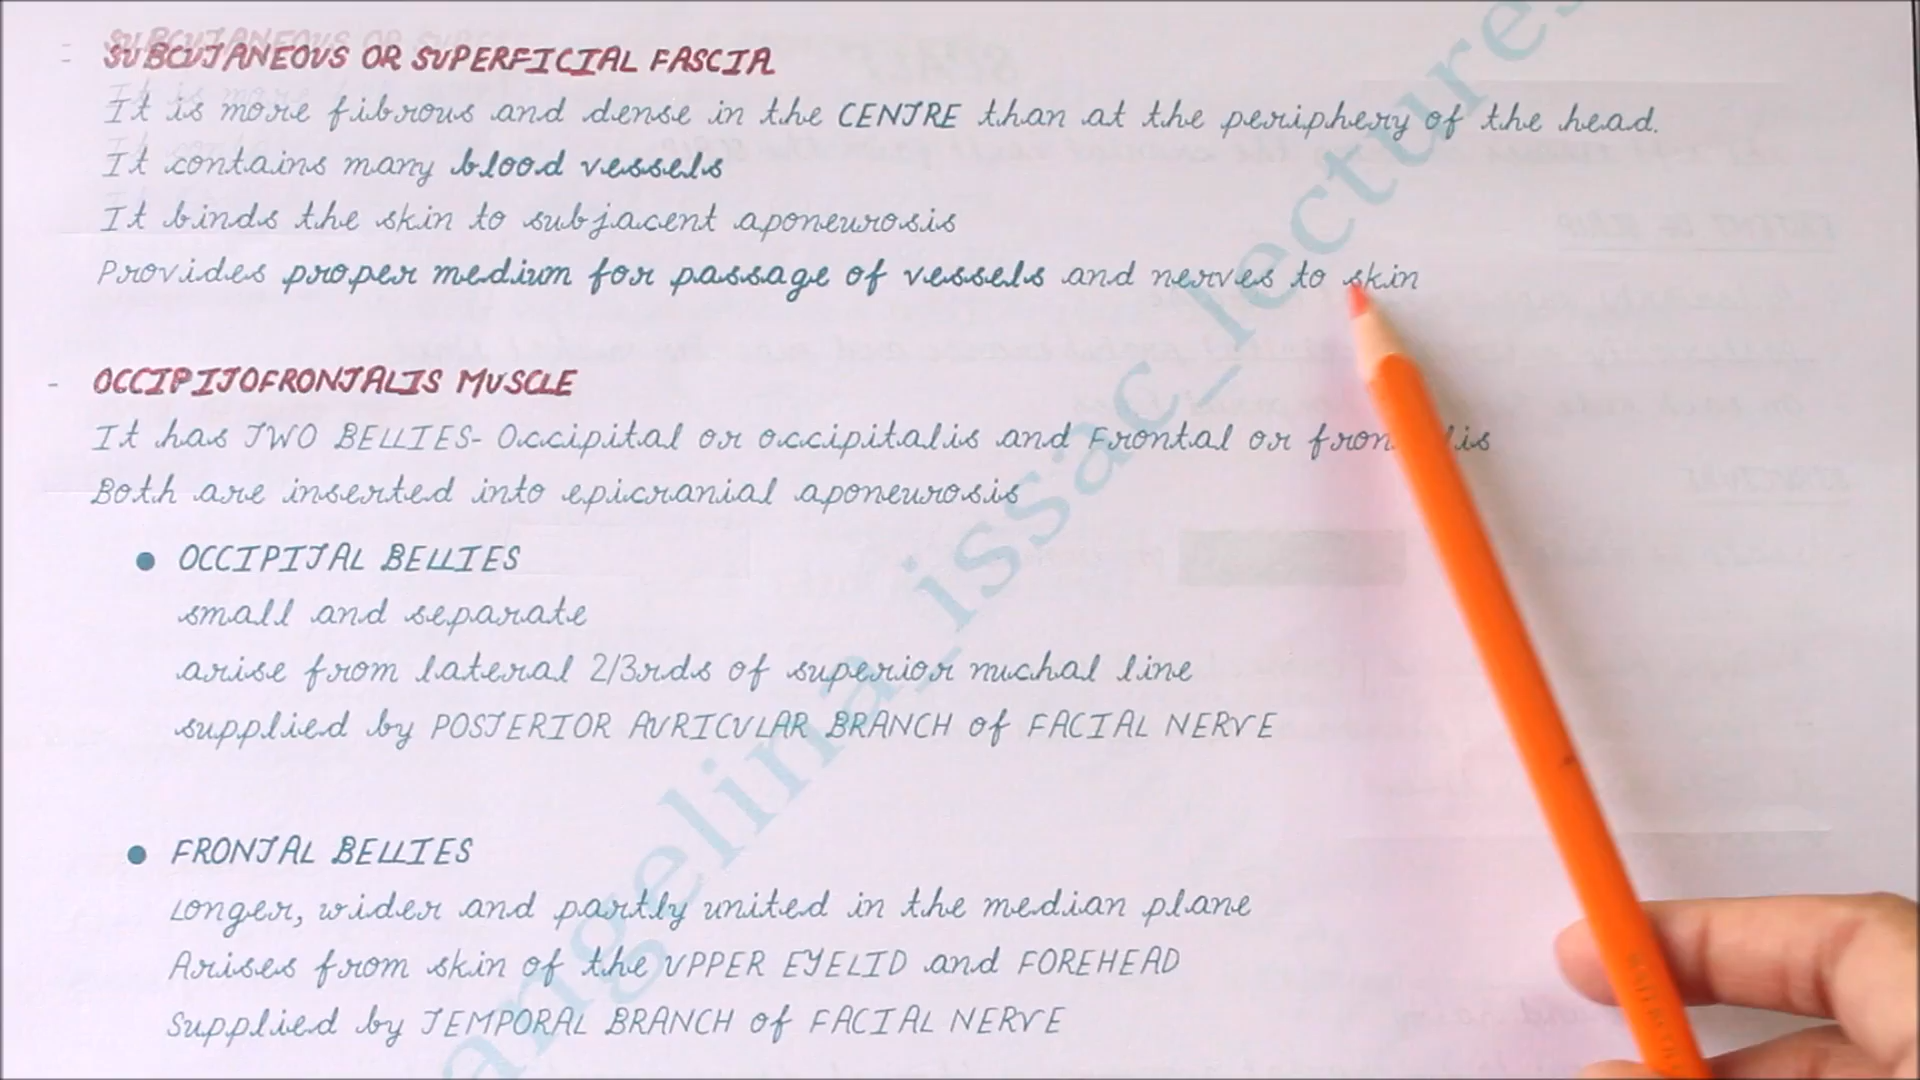 - SUBCUTANEOUS OR SUPERFICIAL FASCIA
It is more fibrous and dense in the CENTRE than at the periphery of the head.
It contains many blood vessels
It binds the skin to subjacent aponeurosis
Provides proper medium for passage of vessels and nerves to skin
- OCCIPITOFRONTALIS MUSCLE
It has TWO BELLIES- Occipital or occipitalis and Frontal or
Both are inserted into epicranial aponeurosis
● OCCIPITAL BELLIES
small and separate
arise from lateral 2/3rds of superior nuchal line
supplied by POSTERIOR AURICULAR BRANCH of FACIAL NERVE
● FRONTAL BELLIES
Longer, wider and partly united in the median plane
Arises from skin of the UPPER EYELID and FOREHEAD
Supplied by TEMPORAL BRANCH of FACIAL NERVE
angelina_issac_lectures